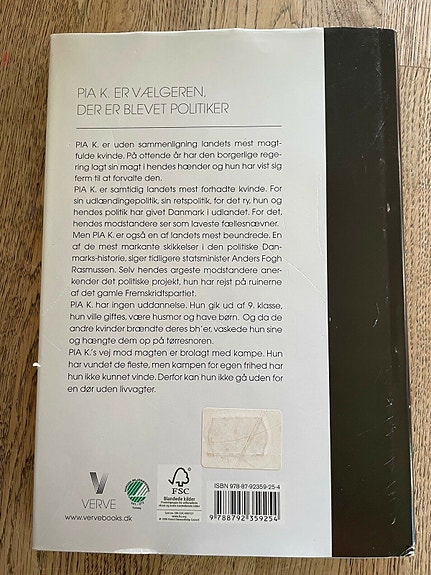 PIA K. ER VÆLGEREN,
DER ER BLEVET POLITIKER
PIA K. er uden sammenligning landets mest magt-
fulde kvinde. På ottende år har den borgerlige rege-
ring lagt sin magt i hendes hænder og hun har vist sig
ferm til at forvalte den.
PIA K. er samtidig landets mest forhadte kvinde. For
sin udlændingepolitik, sin retspolitik, for det ry, hun og
hendes politik har givet Danmark i udlandet. For det,
hendes modstandere ser som laveste fællesnævner.
Men PIA K. er også en af landets mest beundrede. En
af de mest markante skikkelser i den politiske Dan-
marks-historie, siger tidligere statsminister Anders Fogh
Rasmussen. Selv hendes argeste modstandere aner-
kender det politiske projekt, hun har rejst på ruinerne
af det gamle Fremskridtspartiet.
PIA K. har ingen uddannelse. Hun gik ud af 9. klasse,
hun ville giftes, være husmor og have børn. Og da de
andre kvinder brændte deres bh'er, vaskede hun sine
og hængte dem op på tørresnoren.
PIA K.'s vej mod magten er brolagt med kampe. Hun
har vundet de fleste, men kampen for egen frihed har
hun ikke kunnet vinde. Derfor kan hun ikke gå uden for
en dør uden livvagter.
VERVE
www.vervebooks.dk
FSC
Blandede kilder
ISBN 978-87-92359-25-4
9 788792 359254